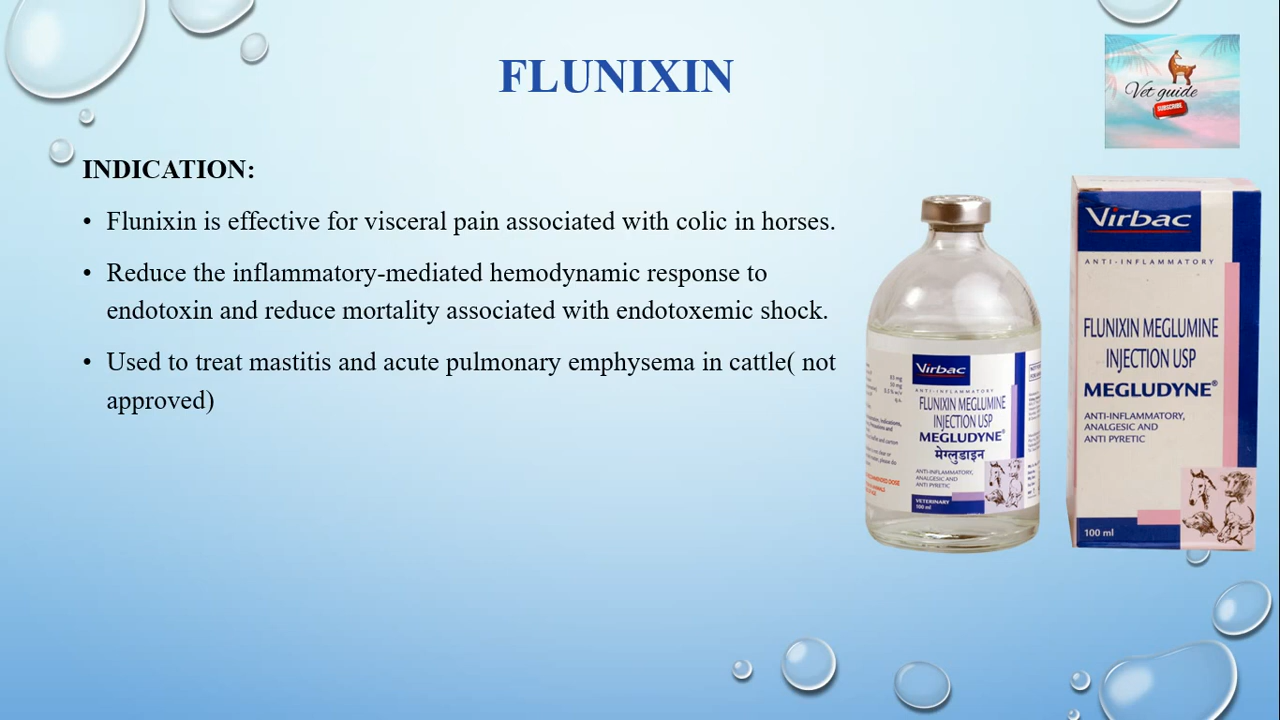 FLUNIXIN
Vet guide
SUBSCRIBE
INDICATION:
• Flunixin is effective for visceral pain associated with colic in horses.
• Reduce the inflammatory-mediated hemodynamic response to
endotoxin and reduce mortality associated with endotoxemic shock.
• Used to treat mastitis and acute pulmonary emphysema in cattle( not
approved)
Virbac
ANTI-INFLAMMATORY
FLUNIXIN MEGLUMINE
INJECTION USP
MEGLUDYNE®
मेग्लुडाइन
ANTI-INFLAMMATORY,
ANALGESIC AND
ANTI PYRETIC
VETERINARY
100 ml
Virbac
ANTI-INFLAMMATORY
FLUNIXIN MEGLUMINE
INJECTION USP
MEGLUDYNE®
ANTI-INFLAMMATORY,
ANALGESIC AND
ANTI PYRETIC
100 ml